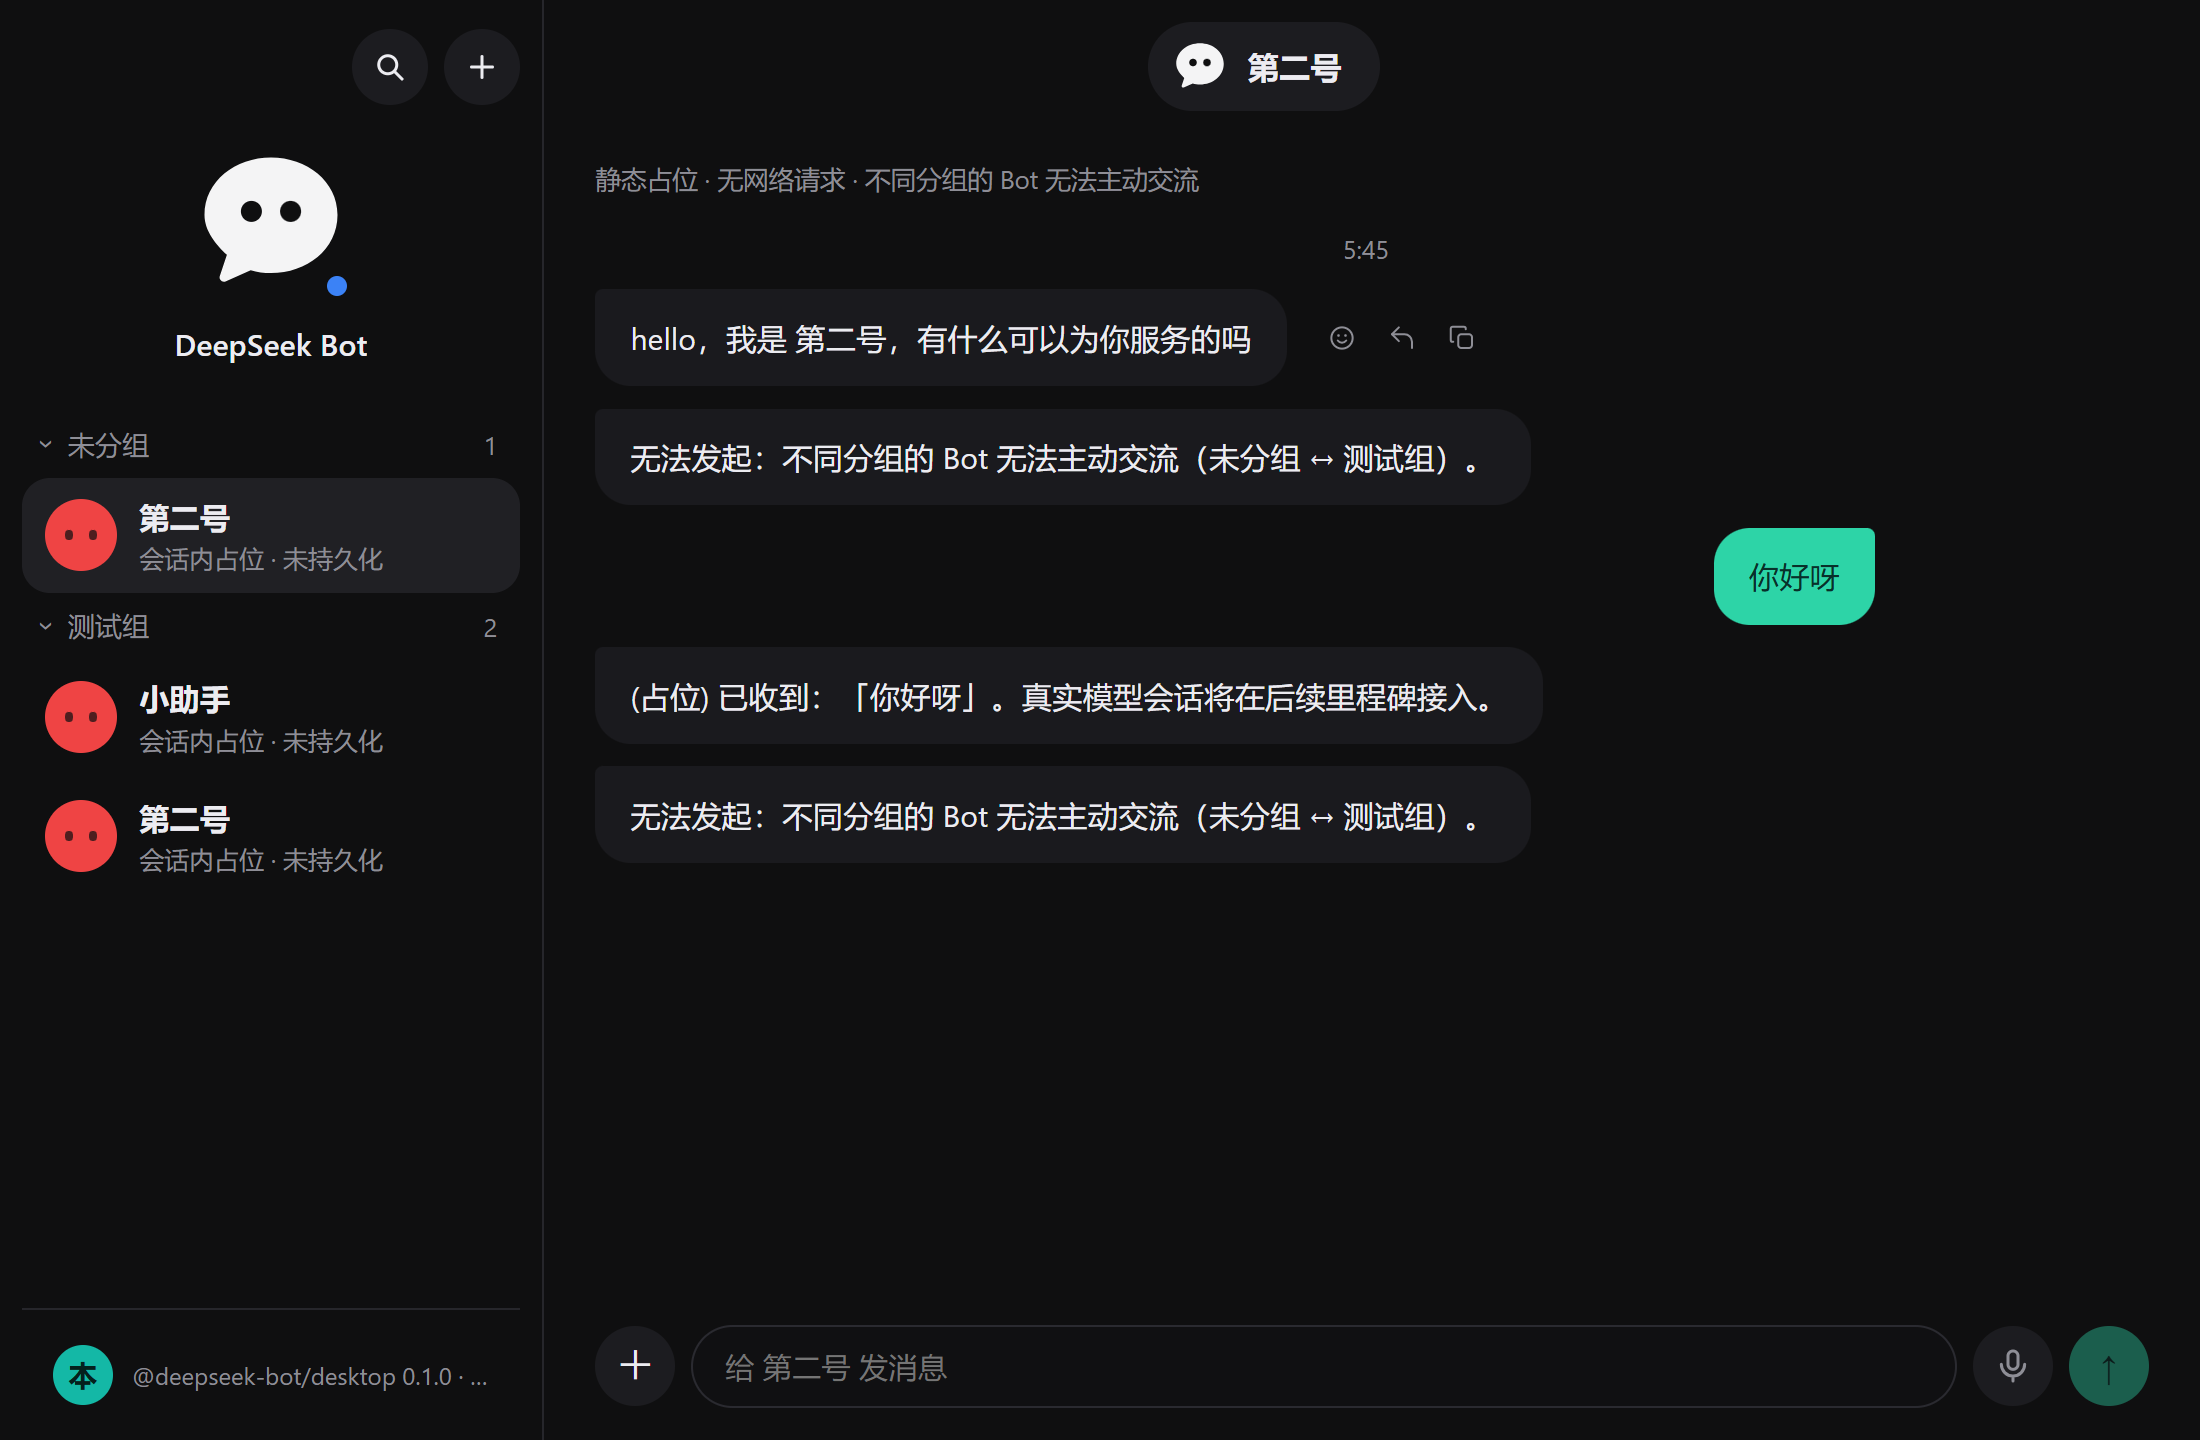 DeepSeek Bot
未分组 1
第二号
会话内占位 · 未持久化
测试组 2
小助手
会话内占位 · 未持久化
第二号
会话内占位 · 未持久化
本 @deepseek-bot/desktop 0.1.0 · ...
第二号
静态占位 · 无网络请求 · 不同分组的 Bot 无法主动交流
5:45
hello，我是 第二号，有什么可以为你服务的吗
无法发起：不同分组的 Bot 无法主动交流（未分组 ↔ 测试组）。
你好呀
(占位) 已收到：「你好呀」。真实模型会话将在后续里程碑接入。
无法发起：不同分组的 Bot 无法主动交流（未分组 ↔ 测试组）。
给 第二号 发消息